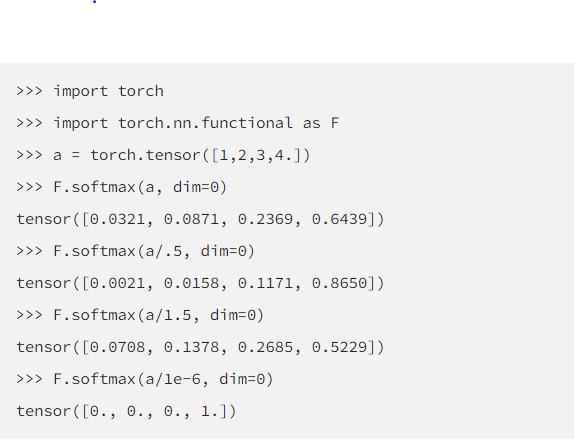 >>> import torch
>>> import torch.nn.functional as F
>>> a = torch.tensor([1,2,3,4.])
>>> F.softmax(a, dim=0)
tensor([0.0321, 0.0871, 0.2369, 0.6439])
>>> F.softmax(a/.5, dim=0)
tensor([0.0021, 0.0158, 0.1171, 0.8650])
>>> F.softmax(a/1.5, dim=0)
tensor([0.0708, 0.1378, 0.2685, 0.5229])
>>> F.softmax(a/1e-6, dim=0)
tensor([0., 0., 0., 1.])